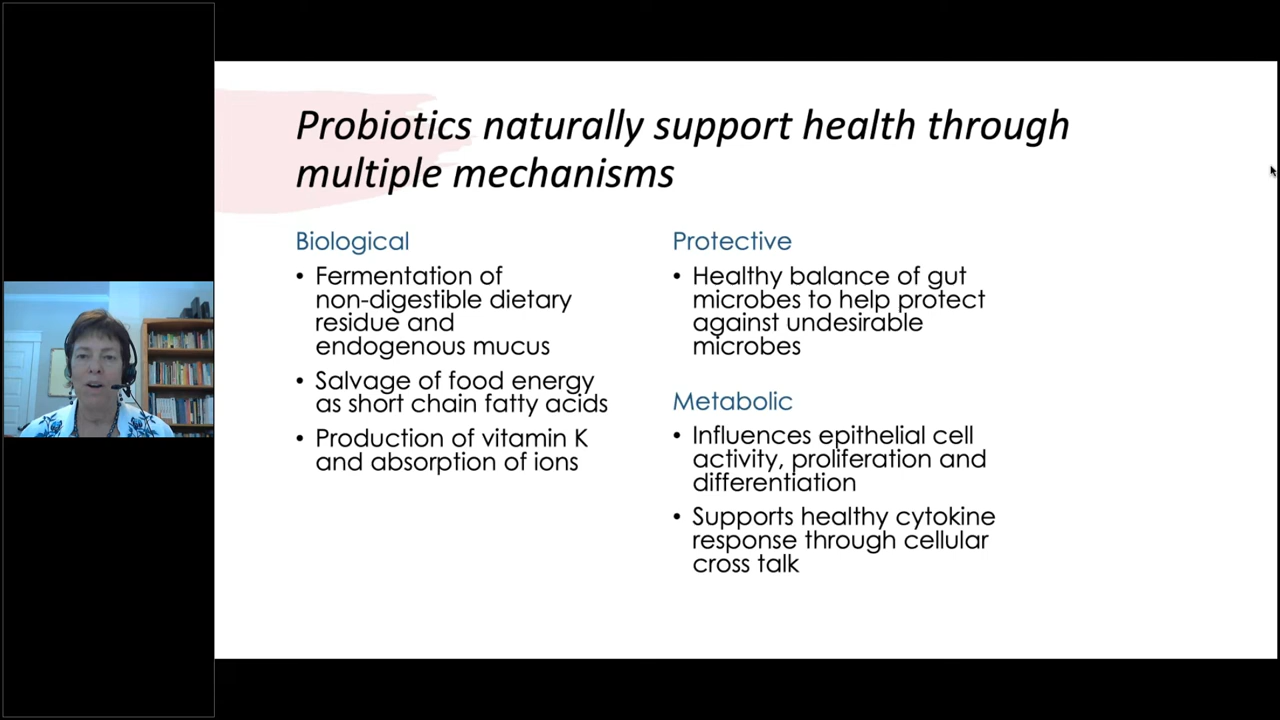 Probiotics naturally support health through
multiple mechanisms
Biological
• Fermentation of
non-digestible dietary
residue and
endogenous mucus
• Salvage of food energy
as short chain fatty acids
• Production of vitamin K
and absorption of ions
Protective
• Healthy balance of gut
microbes to help protect
against undesirable
microbes
Metabolic
• Influences epithelial cell
activity, proliferation and
differentiation
• Supports healthy cytokine
response through cellular
cross talk